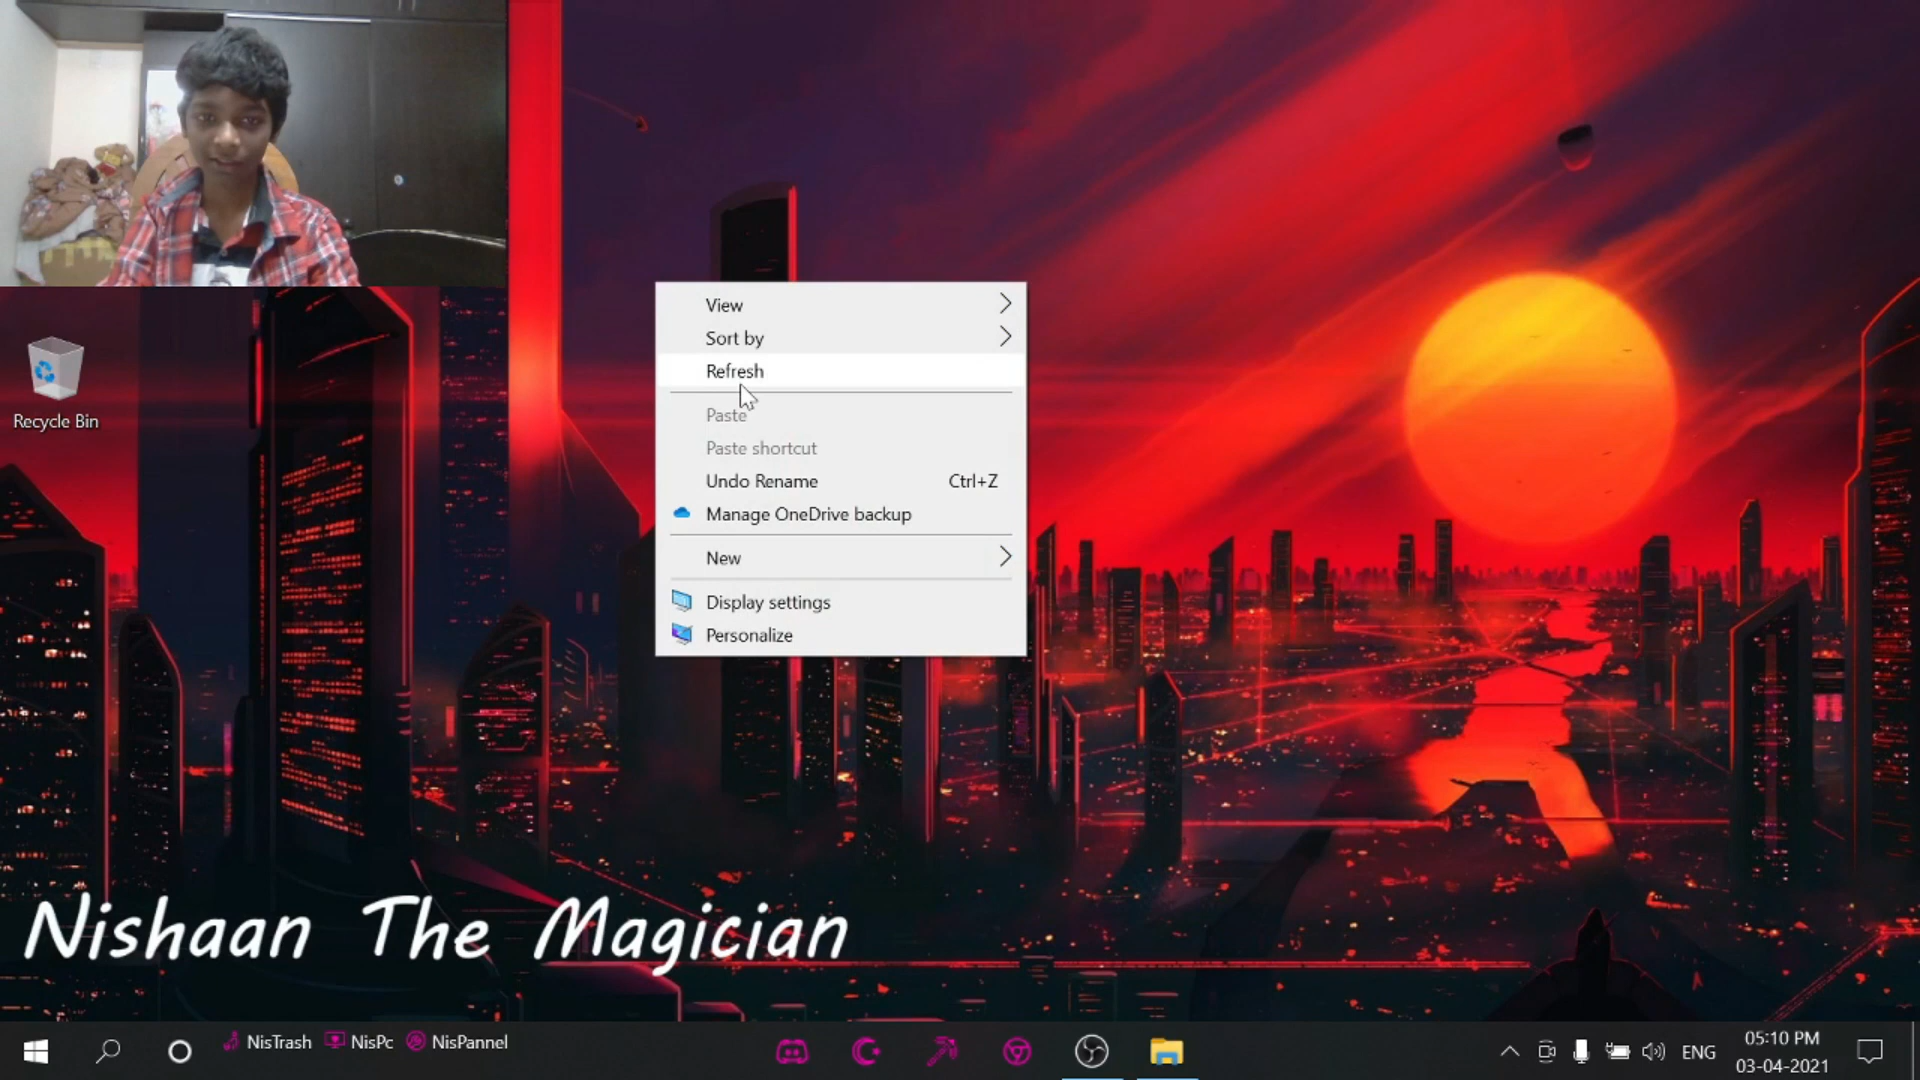 View
Sort by
Refresh
Paste
Paste shortcut
Undo Rename Ctrl+Z
Manage OneDrive backup
New
Display settings
Personalize
Recycle Bin
Nishaan The Magician
NisTrash NisPc NisPannel
ENG
05:10 PM
03-04-2021